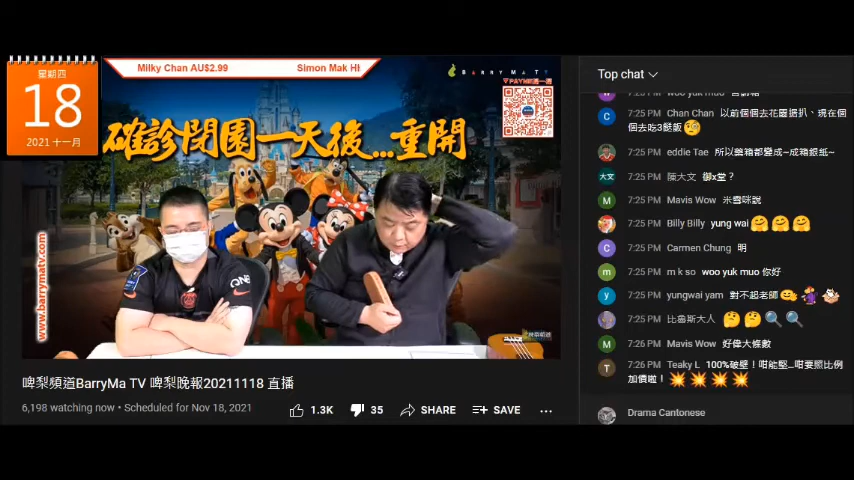 星期四
18
2021 十一月
Milky Chan AU$2.99
Simon Mak HI
BARRYMATV
確診閉園一天後...重開
www.barrymatv.com
啤梨頻道BarryMa TV 啤梨晚報20211118 直播
6,198 watching now • Scheduled for Nov 18, 2021
1.3K
35
SHARE
SAVE
Top chat
7:25 PM Chan Chan 以前個個去花園掘扒、現在個
個去吃3餸飯
7:25 PM eddie Tae 所以藥箱都變成~成箱銀紙~
大文 7:25 PM 陳大文 御x堂？
M 7:25 PM Mavis Wow 米雪咪說
7:25 PM Billy Billy yung wai
C 7:25 PM Carmen Chung 明
m 7:25 PM m k so woo yuk muo 你好
y 7:25 PM yungwai yam 對不起老師
7:25 PM 比魯斯大人
M 7:26 PM Mavis Wow 好偉大條數
T 7:26 PM Teaky L 100%破壁！咁能堅...咁要照比例
加價啦！
Drama Cantonese